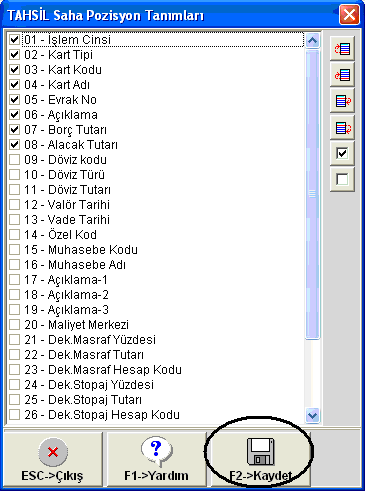 TAHSİL Saha Pozisyon Tanımları
01 - İşlem Cinsi
02 - Kart Tipi
03 - Kart Kodu
04 - Kart Adı
05 - Evrak No
06 - Açıklama
07 - Borç Tutarı
08 - Alacak Tutarı
09 - Döviz kodu
10 - Döviz Türü
11 - Döviz Tutarı
12 - Valör Tarihi
13 - Vade Tarihi
14 - Özel Kod
15 - Muhasebe Kodu
16 - Muhasebe Adı
17 - Açıklama-1
18 - Açıklama-2
19 - Açıklama-3
20 - Maliyet Merkezi
21 - Dek.Masraf Yüzdesi
22 - Dek.Masraf Tutarı
23 - Dek.Masraf Hesap Kodu
24 - Dek.Stopaj Yüzdesi
25 - Dek.Stopaj Tutarı
26 - Dek.Stopaj Hesap Kodu
ESC->Çıkış
F1->Yardım
F2->Kaydet